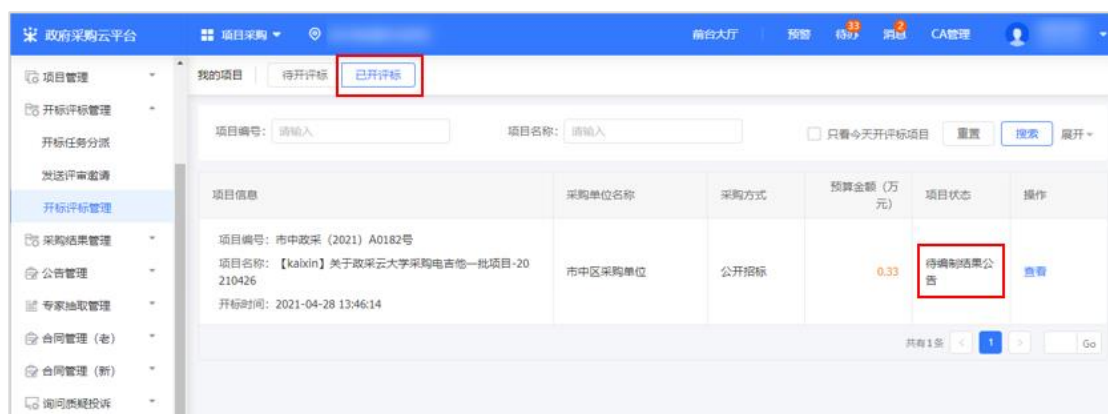 政府采购云平台
项目采购
前台大厅
预警
待办
33
消息
2
CA管理
项目管理
开标评标管理
开标任务分派
发送评审邀请
开标评标管理
采购结果管理
公告管理
专家抽取管理
合同管理（老）
合同管理（新）
询问质疑投诉
我的项目
待开评标
已开评标
项目编号： 请输入
项目名称： 请输入
只看今天开评标项目
重置
搜索
展开
项目信息
采购单位名称
采购方式
预算金额（万
元）
项目状态
操作
项目编号：市中政采（2021）A0182号
项目名称：【kaixin】关于政采云大学采购电吉他一批项目-20
210426
开标时间：2021-04-28 13:46:14
市中区采购单位
公开招标
0.33
待编制结果公
告
查看
共有1条
<
1
>
Go